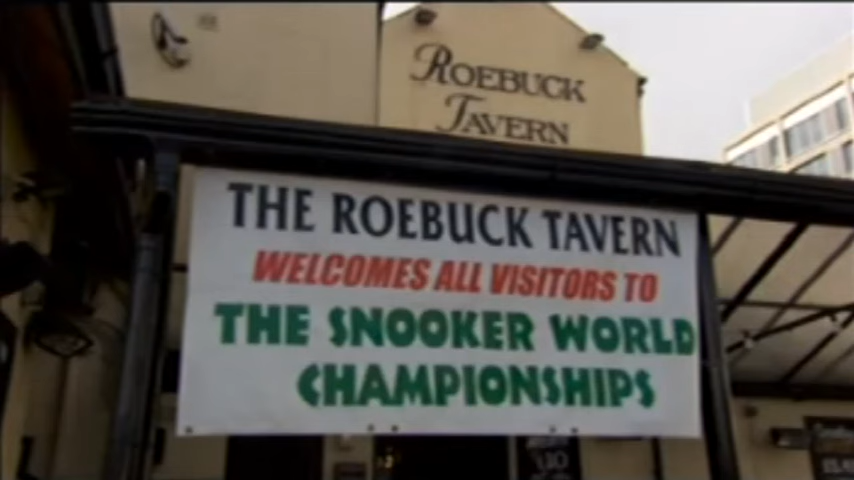 ROEBUCK
TAVERN
THE ROEBUCK TAVERN
WELCOMES ALL VISITORS TO
THE SNOOKER WORLD
CHAMPIONSHIPS